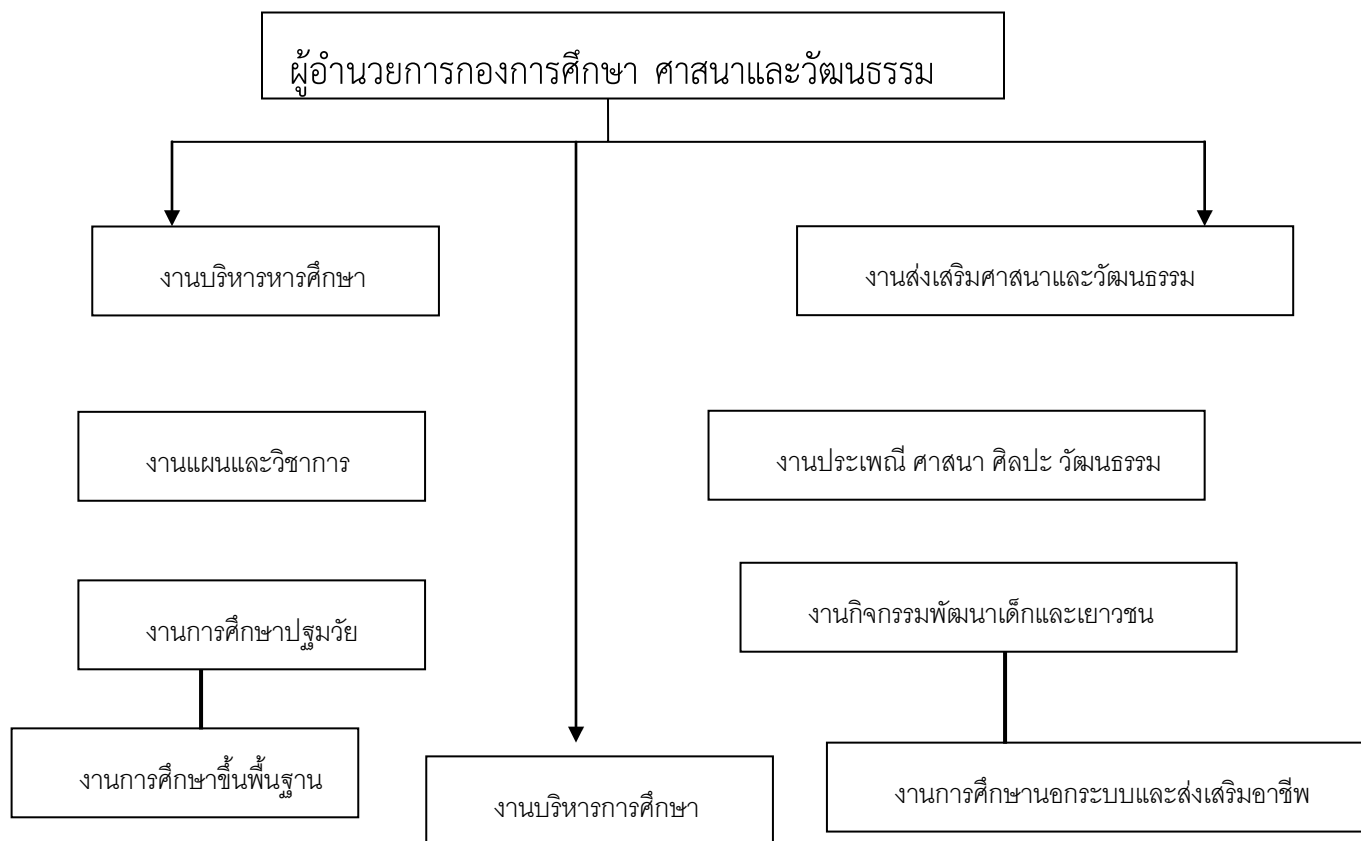 ผู้อำนวยการกองการศึกษา ศาสนาและวัฒนธรรม
งานบริหารหารศึกษา
งานส่งเสริมศาสนาและวัฒนธรรม
งานแผนและวิชาการ
งานประเพณี ศาสนา ศิลปะ วัฒนธรรม
งานการศึกษาปฐมวัย
งานกิจกรรมพัฒนาเด็กและเยาวชน
งานการศึกษาขึ้นพื้นฐาน
งานบริหารการศึกษา
งานการศึกษานอกระบบและส่งเสริมอาชีพ